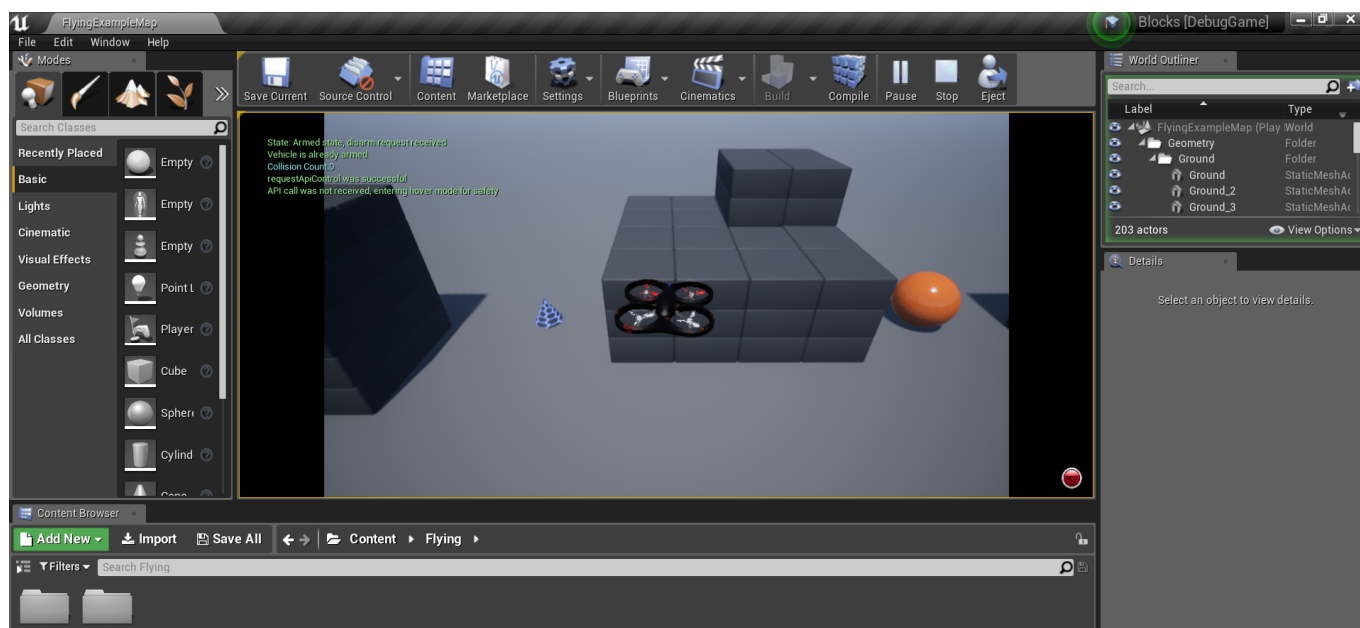 FlyingExampleMap
Blocks [DebugGame]
File Edit Window Help
Modes
Search Classes
Recently Placed
Basic
Lights
Cinematic
Visual Effects
Geometry
Volumes
All Classes
Empty
Empty
Empty
Point L
Player
Cube
Spher
Cylind
Cone
Save Current Source Control Content Marketplace Settings Blueprints Cinematics Build Compile Pause Stop Eject
State: Armed state, disarm request received
Vehicle is already armed
Collision Count:0
requestApiControl was successful
API call was not received, entering hover mode for safety
World Outliner
Search...
Label Type
FlyingExampleMap (Play World
Geometry Folder
Ground Folder
Ground StaticMeshAc
Ground_2 StaticMeshAc
Ground_3 StaticMeshAc
203 actors View Options
Details
Select an object to view details.
Content Browser
Add New Import Save All Content Flying
Filters Search Flying